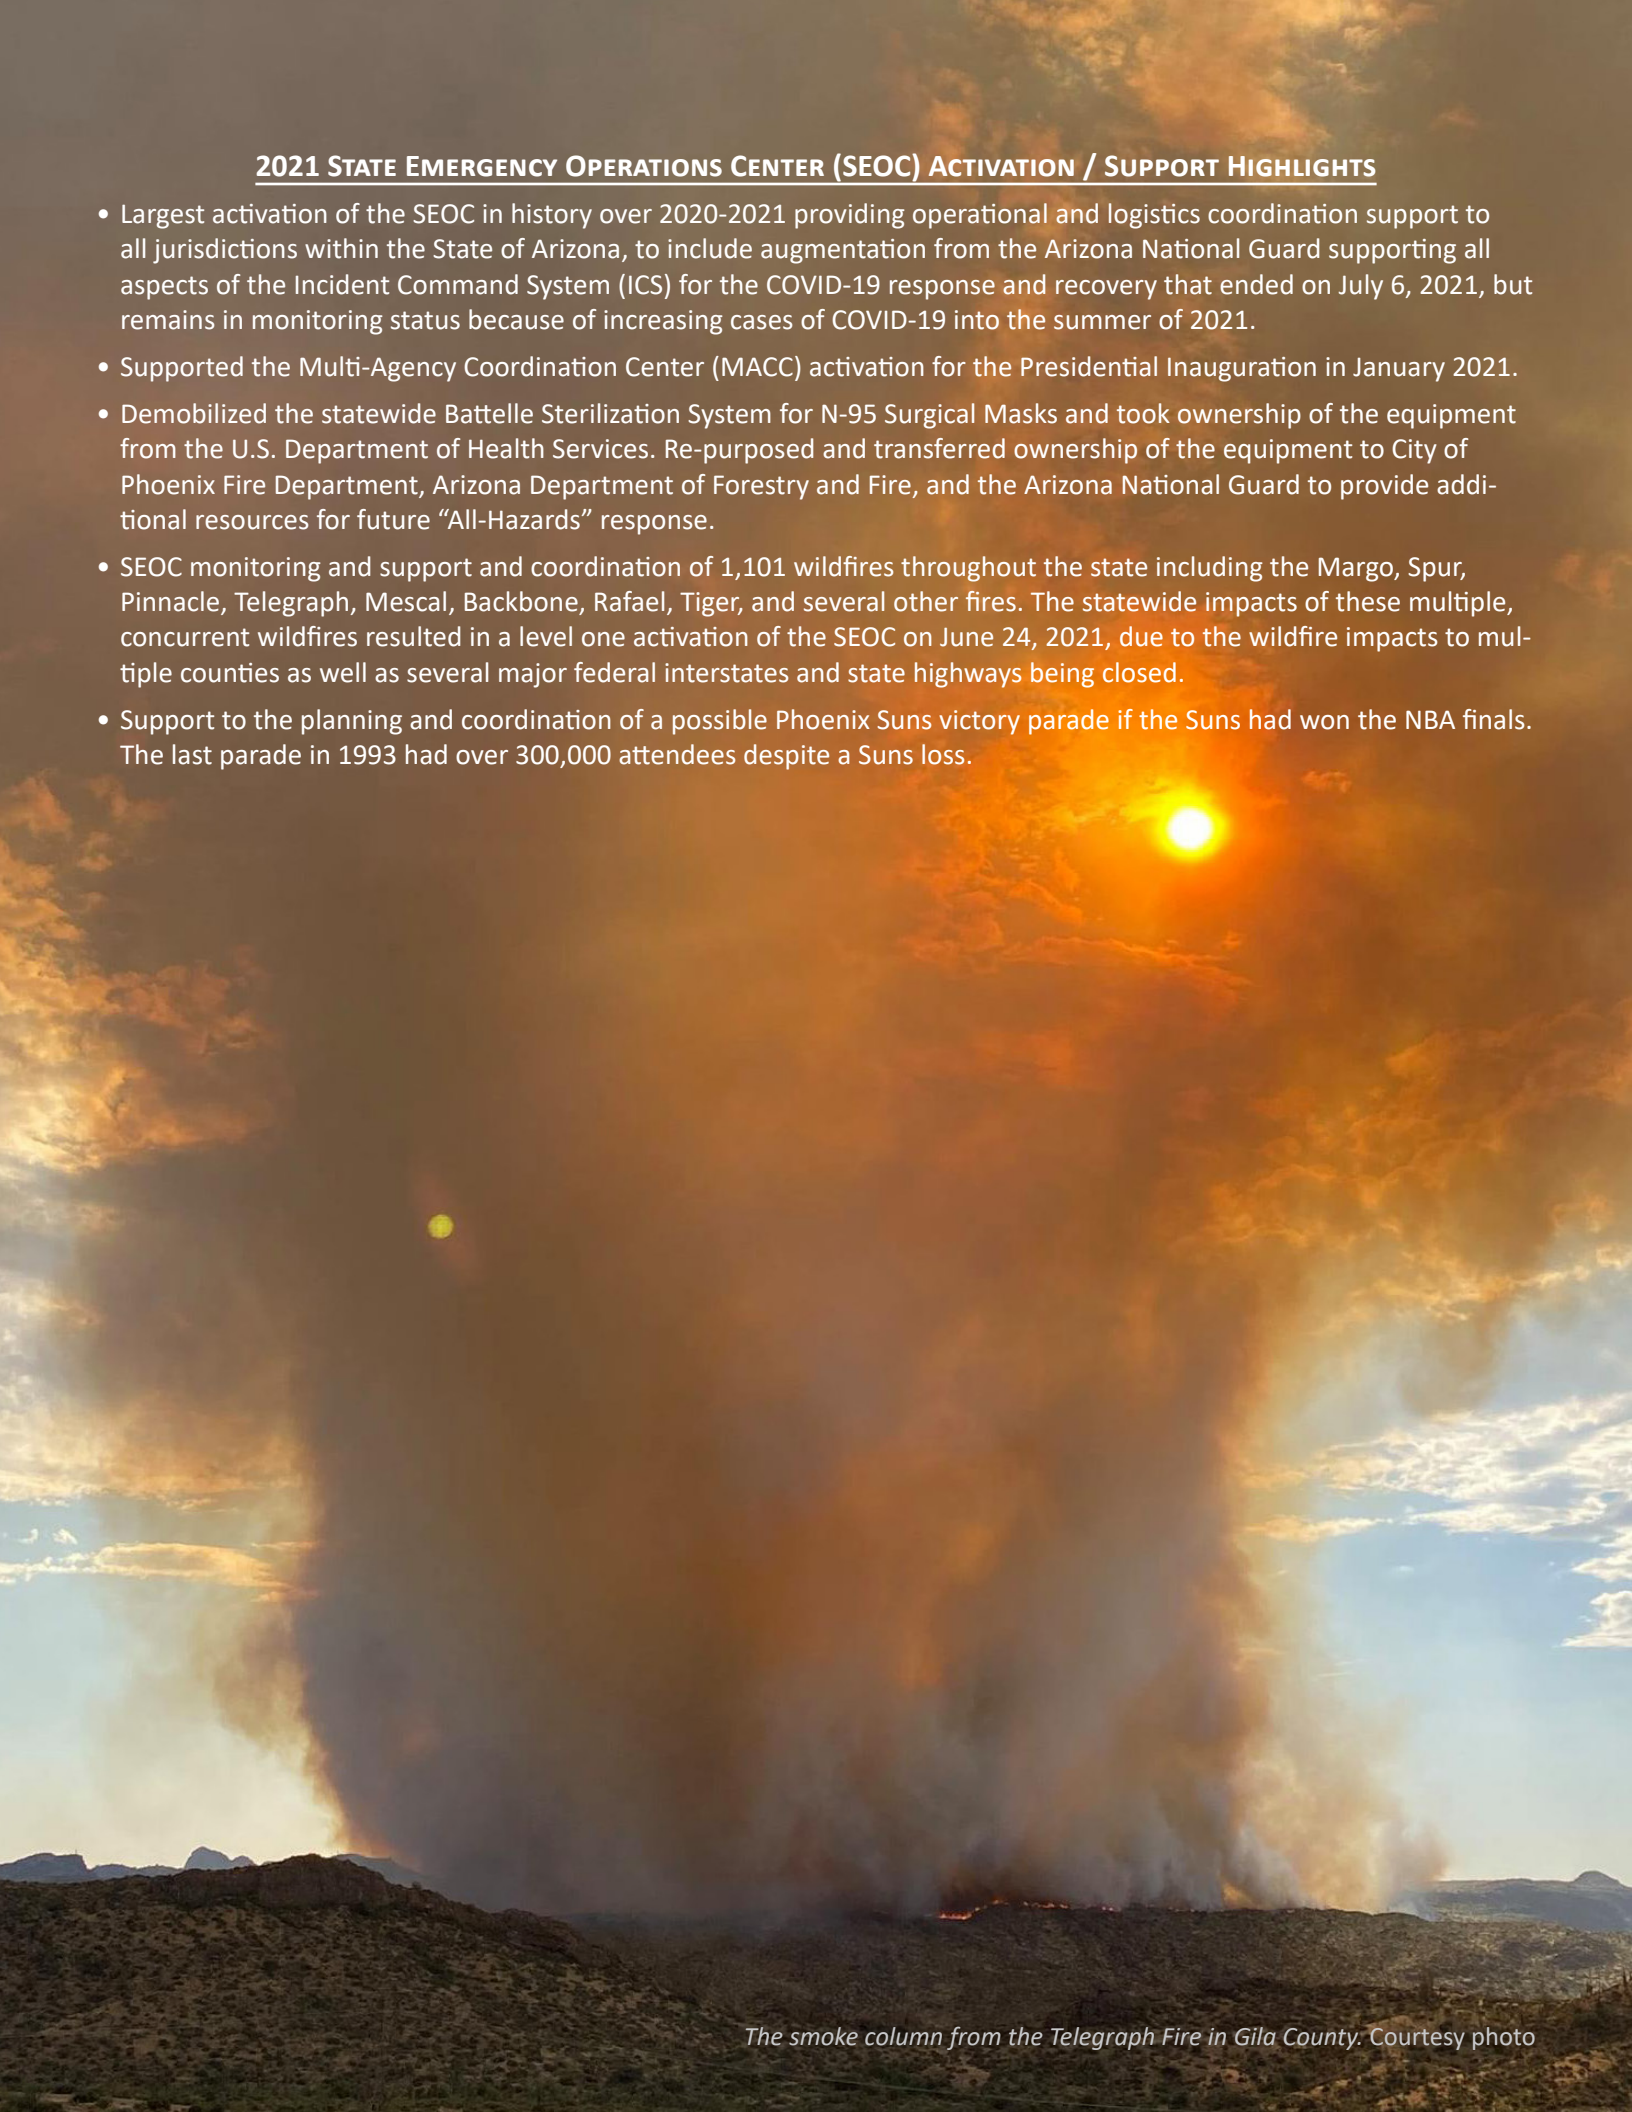 2021 State Emergency Operations Center (SEOC) Activation / Support Highlights
• Largest activation of the SEOC in history over 2020-2021 providing operational and logistics coordination support to
all jurisdictions within the State of Arizona, to include augmentation from the Arizona National Guard supporting all
aspects of the Incident Command System (ICS) for the COVID-19 response and recovery that ended on July 6, 2021, but
remains in monitoring status because of increasing cases of COVID-19 into the summer of 2021.
• Supported the Multi-Agency Coordination Center (MACC) activation for the Presidential Inauguration in January 2021.
• Demobilized the statewide Battelle Sterilization System for N-95 Surgical Masks and took ownership of the equipment
from the U.S. Department of Health Services. Re-purposed and transferred ownership of the equipment to City of
Phoenix Fire Department, Arizona Department of Forestry and Fire, and the Arizona National Guard to provide addi-
tional resources for future “All-Hazards” response.
• SEOC monitoring and support and coordination of 1,101 wildfires throughout the state including the Margo, Spur,
Pinnacle, Telegraph, Mescal, Backbone, Rafael, Tiger, and several other fires. The statewide impacts of these multiple,
concurrent wildfires resulted in a level one activation of the SEOC on June 24, 2021, due to the wildfire impacts to mul-
tiple counties as well as several major federal interstates and state highways being closed.
• Support to the planning and coordination of a possible Phoenix Suns victory parade if the Suns had won the NBA finals.
The last parade in 1993 had over 300,000 attendees despite a Suns loss.
The smoke column from the Telegraph Fire in Gila County. Courtesy photo